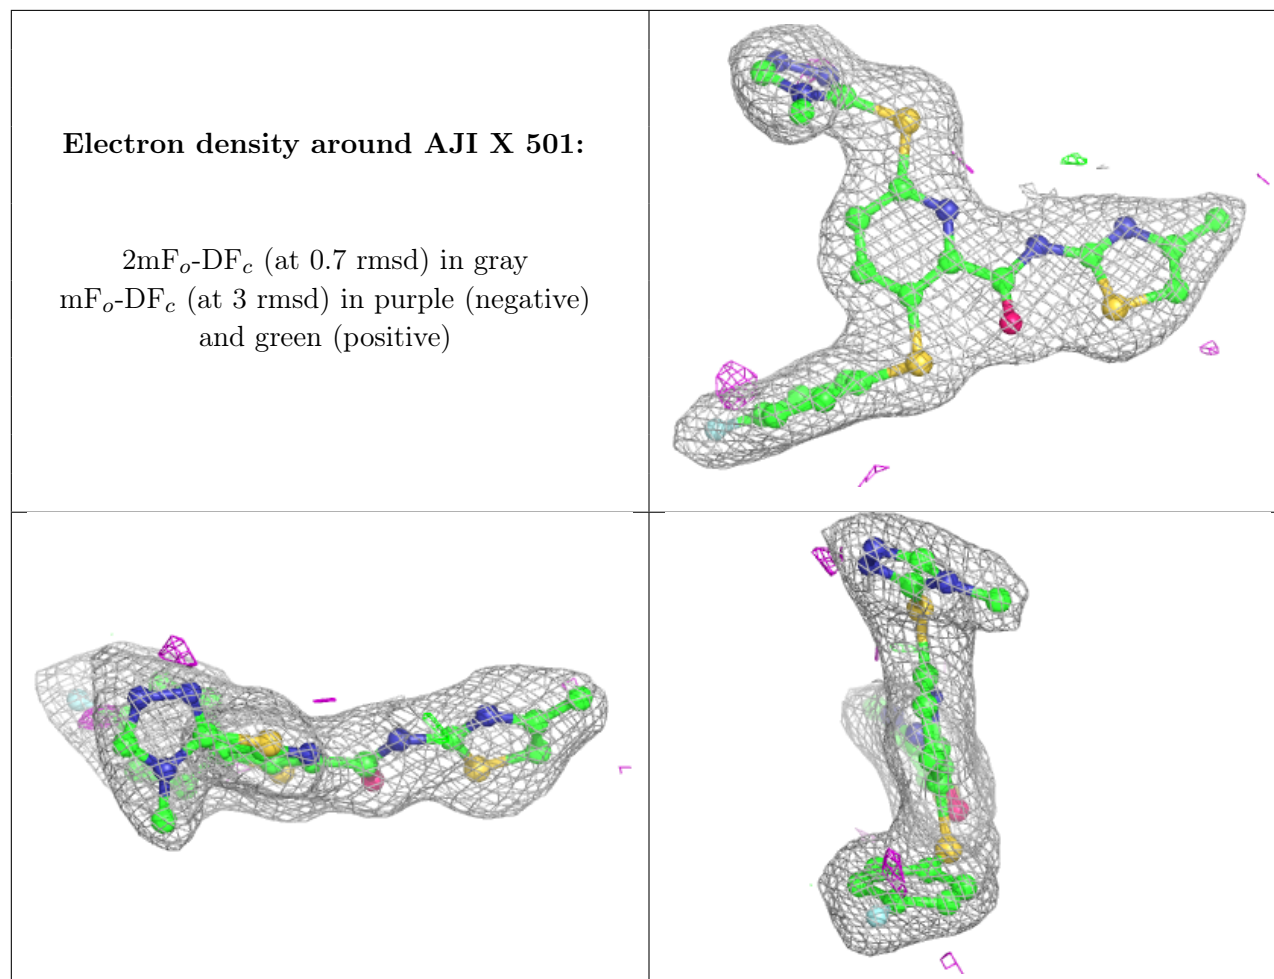 Electron density around AJI X 501:
2mFo-DFc (at 0.7 rmsd) in gray
mFo-DFc (at 3 rmsd) in purple (negative)
and green (positive)